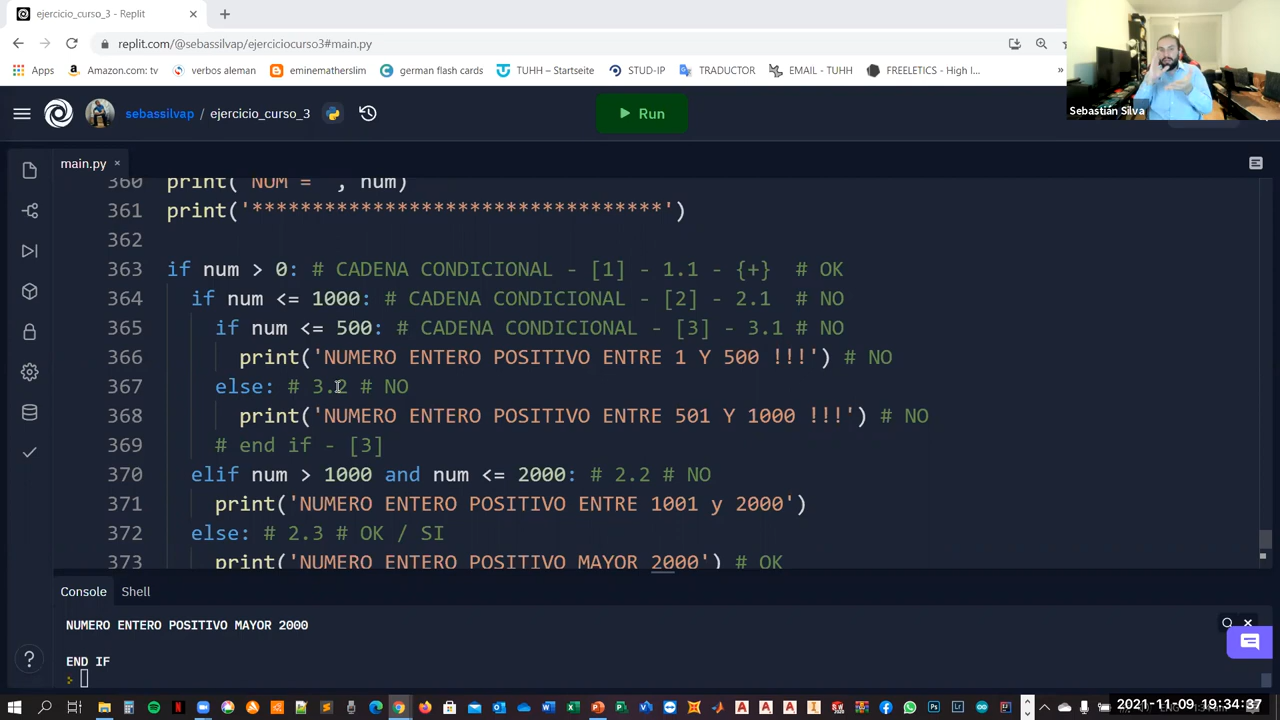 ejercicio_curso_3 - Replit
replit.com/@sebassilvap/ejerciciocurso3#main.py
Apps Amazon.com: tv verbos aleman eminematherslim german flash cards TUHH – Startseite STUD-IP TRADUCTOR EMAIL - TUHH FREELETICS - High I... »
Sebastián Silva
sebassilvap / ejercicio_curso_3 Run
main.py
360 print( NUM = , num)
361 print('**********************************')
362
363 if num > 0: # CADENA CONDICIONAL - [1] - 1.1 - {+} # OK
364 if num <= 1000: # CADENA CONDICIONAL - [2] - 2.1 # NO
365 if num <= 500: # CADENA CONDICIONAL - [3] - 3.1 # NO
366 print('NUMERO ENTERO POSITIVO ENTRE 1 Y 500 !!!') # NO
367 else: # 3.2 # NO
368 print('NUMERO ENTERO POSITIVO ENTRE 501 Y 1000 !!!') # NO
369 # end if - [3]
370 elif num > 1000 and num <= 2000: # 2.2 # NO
371 print('NUMERO ENTERO POSITIVO ENTRE 1001 y 2000')
372 else: # 2.3 # OK / SI
373 print('NUMERO ENTERO POSITIVO MAYOR 2000') # OK
Console Shell
NUMERO ENTERO POSITIVO MAYOR 2000
END IF
2021-11-09 19:34:37